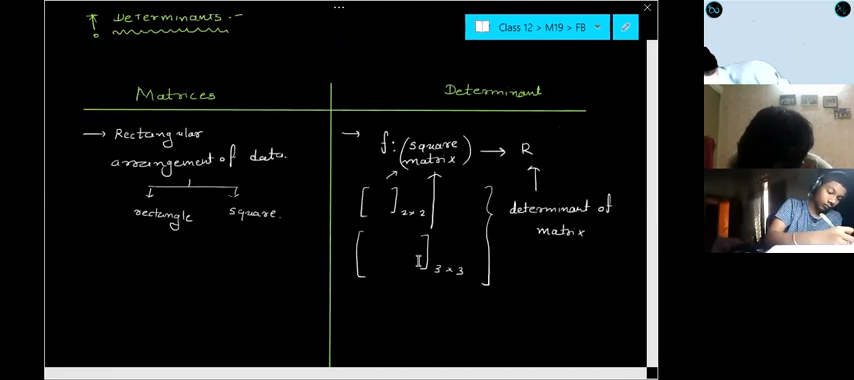 Determinants :-
Class 12 > M19 > FB
Matrices
Determinant
→ Rectangular
arrangement of data.
rectangle
square.
→ f: (square matrix) → R
[ ]2×2
[ ]3×3
determinant of
matrix